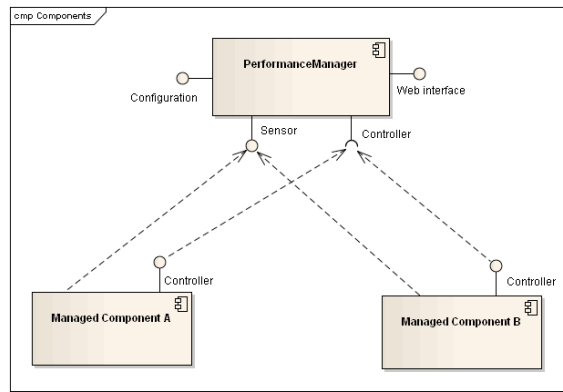 cmp Components
PerformanceManager
Configuration
Web interface
Sensor
Controller
Controller
Controller
Managed Component A
Managed Component B